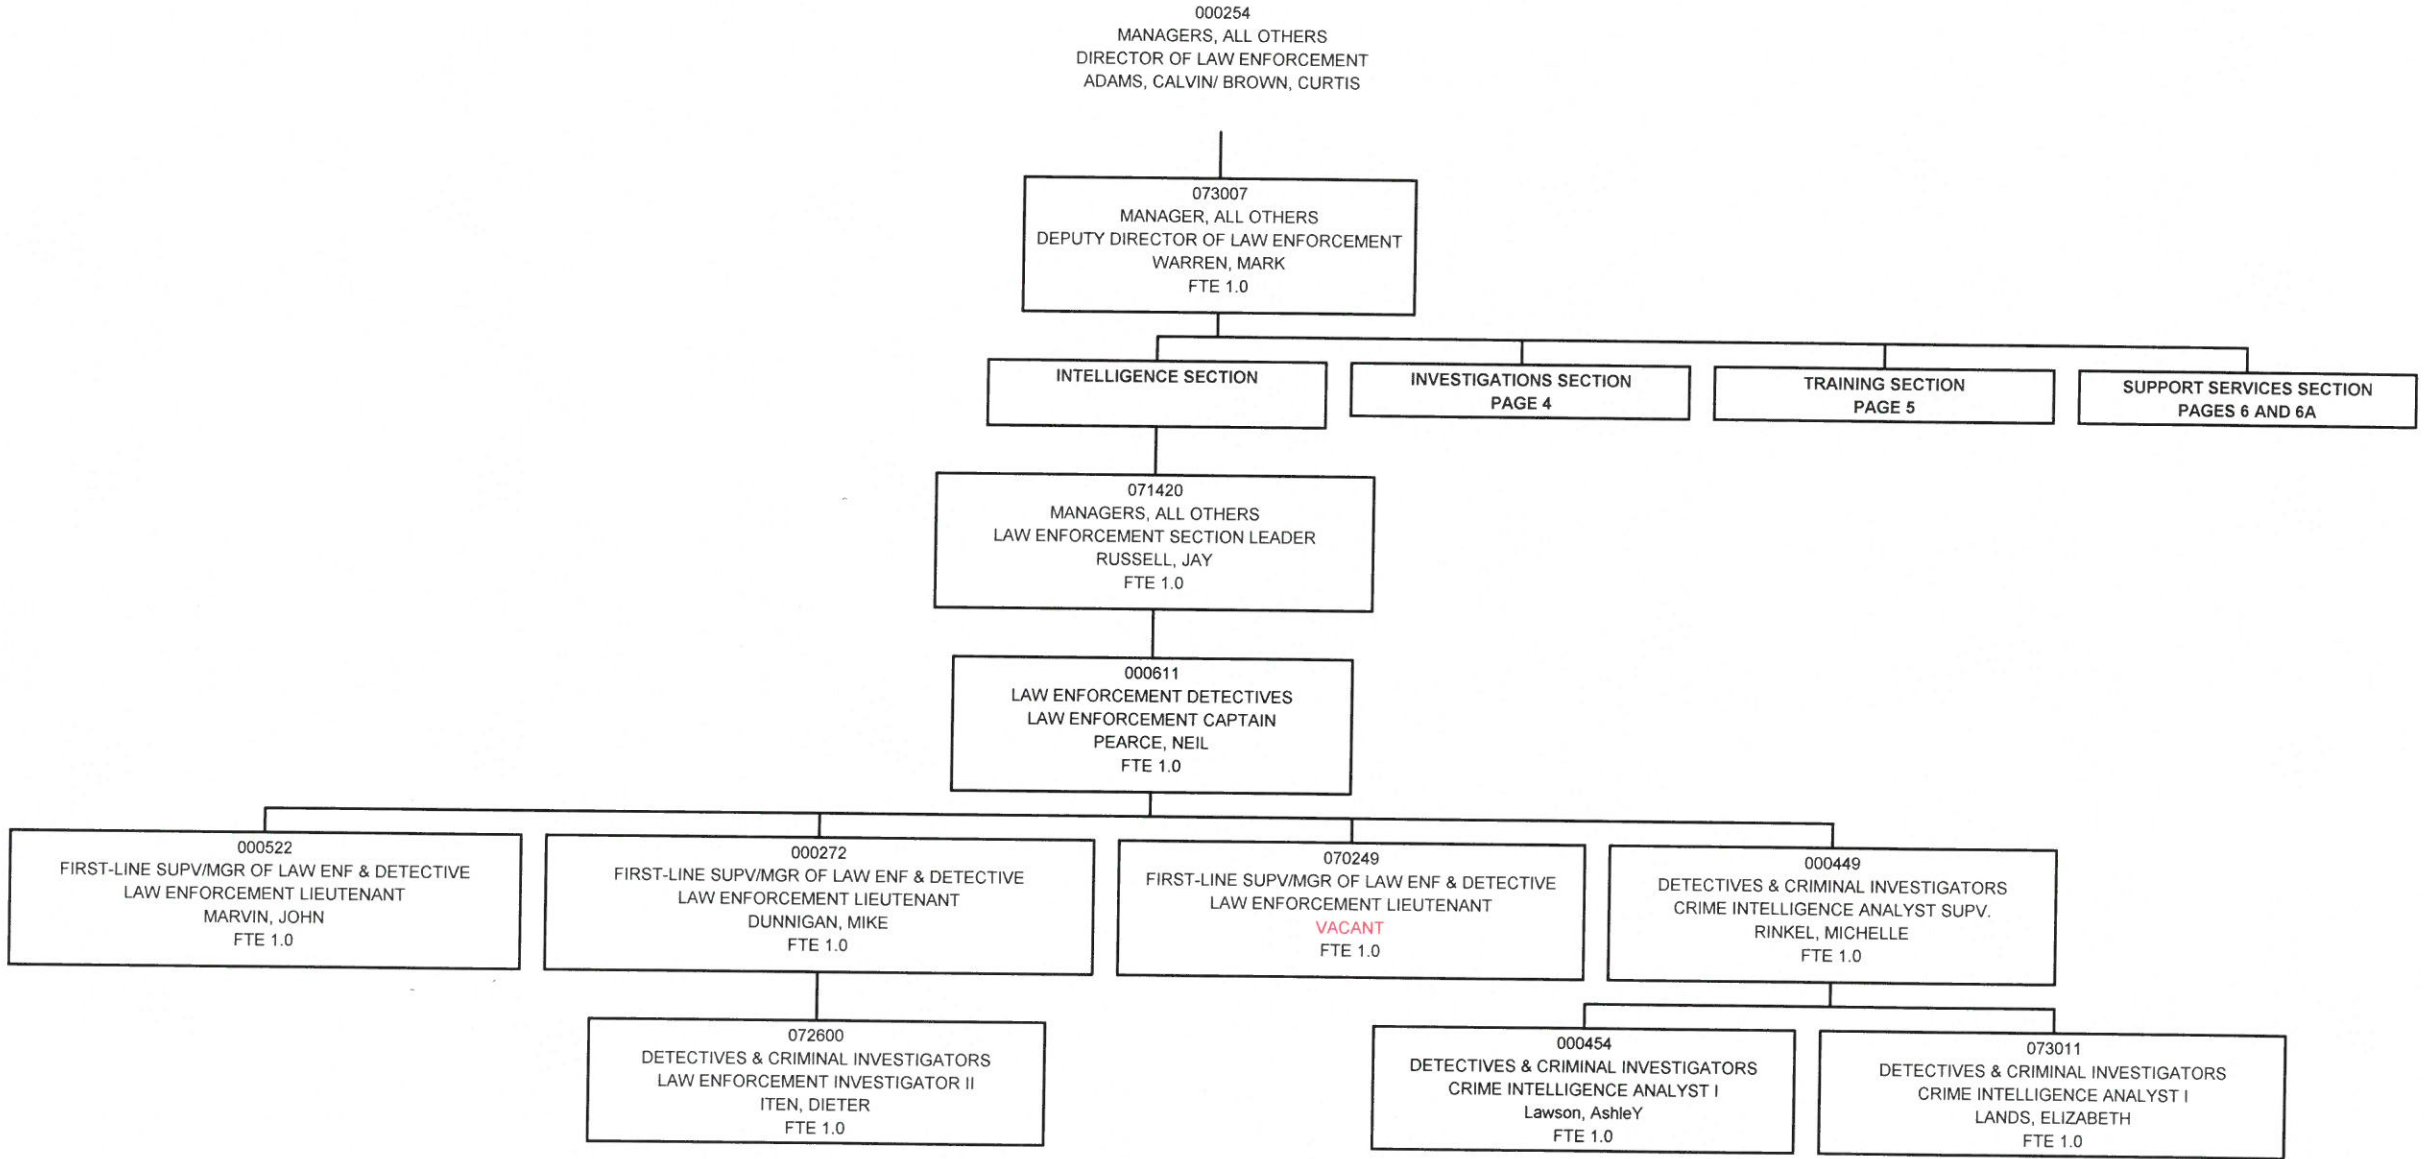 000254
MANAGERS, ALL OTHERS
DIRECTOR OF LAW ENFORCEMENT
ADAMS, CALVIN/ BROWN, CURTIS
073007
MANAGER, ALL OTHERS
DEPUTY DIRECTOR OF LAW ENFORCEMENT
WARREN, MARK
FTE 1.0
INTELLIGENCE SECTION
INVESTIGATIONS SECTION
PAGE 4
TRAINING SECTION
PAGE 5
SUPPORT SERVICES SECTION
PAGES 6 AND 6A
071420
MANAGERS, ALL OTHERS
LAW ENFORCEMENT SECTION LEADER
RUSSELL, JAY
FTE 1.0
000611
LAW ENFORCEMENT DETECTIVES
LAW ENFORCEMENT CAPTAIN
PEARCE, NEIL
FTE 1.0
000522
FIRST-LINE SUPV/MGR OF LAW ENF & DETECTIVE
LAW ENFORCEMENT LIEUTENANT
MARVIN, JOHN
FTE 1.0
000272
FIRST-LINE SUPV/MGR OF LAW ENF & DETECTIVE
LAW ENFORCEMENT LIEUTENANT
DUNNIGAN, MIKE
FTE 1.0
070249
FIRST-LINE SUPV/MGR OF LAW ENF & DETECTIVE
LAW ENFORCEMENT LIEUTENANT
VACANT
FTE 1.0
000449
DETECTIVES & CRIMINAL INVESTIGATORS
CRIME INTELLIGENCE ANALYST SUPV.
RINKEL, MICHELLE
FTE 1.0
072600
DETECTIVES & CRIMINAL INVESTIGATORS
LAW ENFORCEMENT INVESTIGATOR II
ITEN, DIETER
FTE 1.0
000454
DETECTIVES & CRIMINAL INVESTIGATORS
CRIME INTELLIGENCE ANALYST I
Lawson, AshleY
FTE 1.0
073011
DETECTIVES & CRIMINAL INVESTIGATORS
CRIME INTELLIGENCE ANALYST I
LANDS, ELIZABETH
FTE 1.0